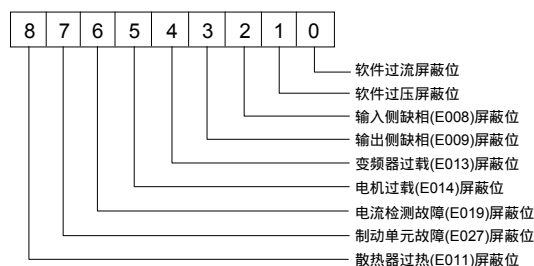 8 7 6 5 4 3 2 1 0
软件过流屏蔽位
软件过压屏蔽位
输入侧缺相(E008)屏蔽位
输出侧缺相(E009)屏蔽位
变频器过载(E013)屏蔽位
电机过载(E014)屏蔽位
电流检测故障(E019)屏蔽位
制动单元故障(E027)屏蔽位
散热器过热(E011)屏蔽位